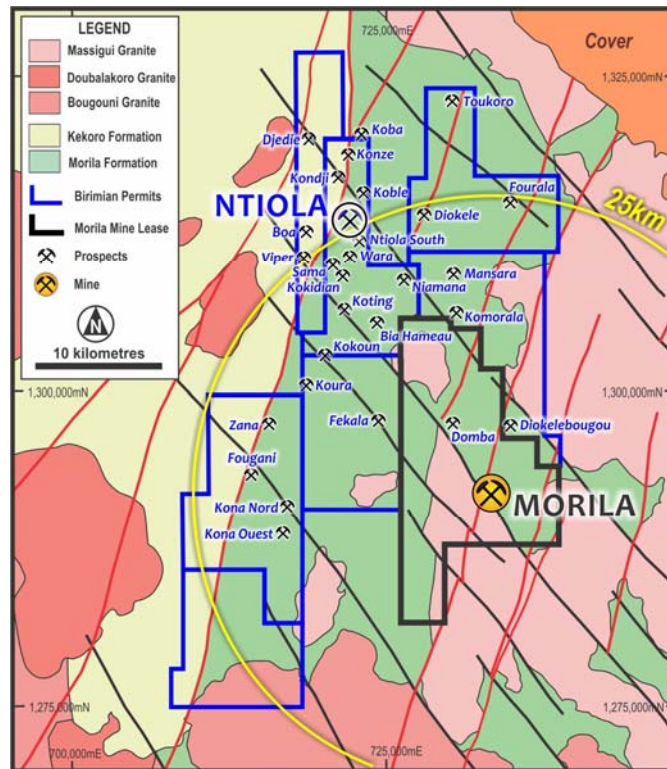 LEGEND
Massigui Granite
Doubalakoro Granite
Bougouni Granite
Kekoro Formation
Morila Formation
Birimian Permits
Morila Mine Lease
Prospects
Mine
N
10 kilometres
725,000mE
Cover
1,325,000mN
Toukoro
Koba
Djedie
Konze
Kondji
Koble
Fourala
NTIOLA
Diokele
25km
Boa
Ntiola South
Viper
Wara
Sama
Kokidian
Niamana
Mansara
Koting
Komorala
Bia Hameau
Kokoun
1,300,000mN
1,300,000mN
Koura
Zana
Fekala
Domba
Diokelebougou
Fougani
MORILA
Kona Nord
Kona Ouest
1,275,000mN
1,275,000mN
700,000mE
725,000mE